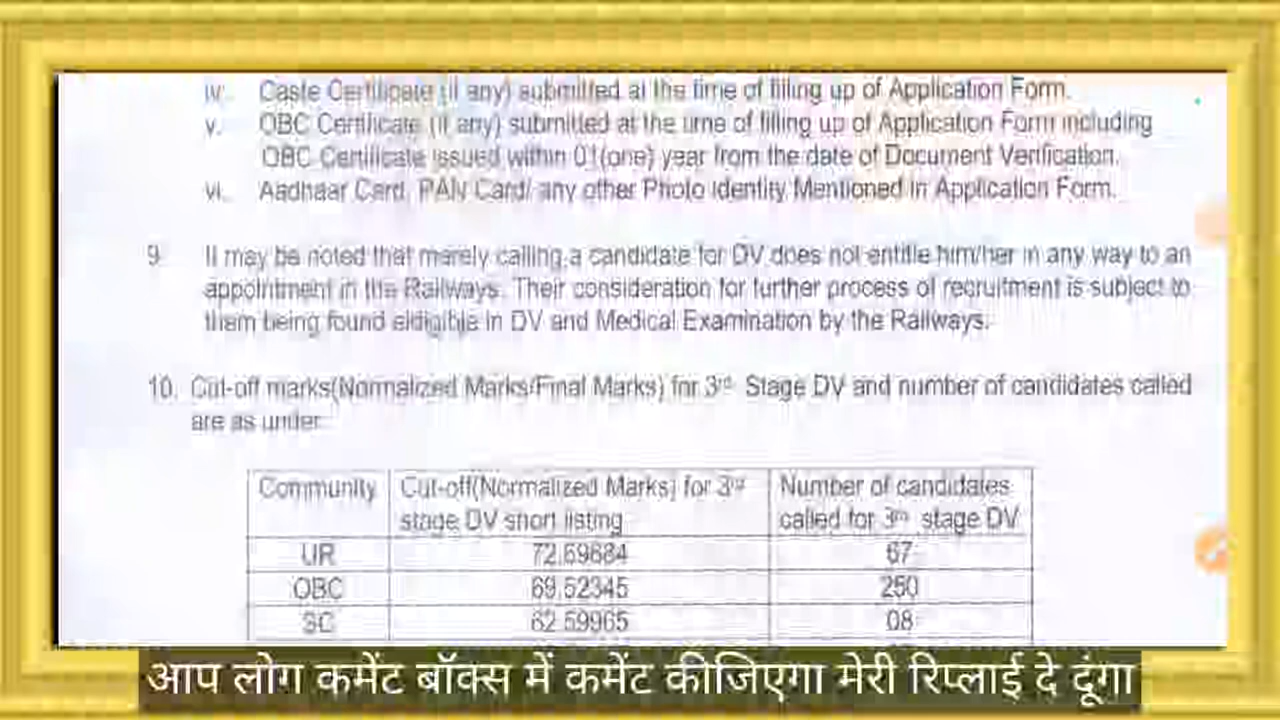 iv. Caste Certificate (if any) submitted at the time of filling up of Application Form.
v. OBC Certificate (if any) submitted at the time of filling up of Application Form including
OBC Certificate issued within 01(one) year from the date of Document Verification.
vi. Aadhaar Card, PAN Card/ any other Photo Identity Mentioned in Application Form.
9. It may be noted that merely calling a candidate for DV does not entitle him/her in any way to an
appointment in the Railways. Their consideration for further process of recruitment is subject to
them being found eldigible in DV and Medical Examination by the Railways.
10. Cut-off marks(Normalized Marks/Final Marks) for 3rd Stage DV and number of candidates called
are as under:
Community Cut-off(Normalized Marks) for 3rd Number of candidates
stage DV short listing called for 3rd stage DV
UR 72.59684 67
OBC 69.52345 250
SC 62.59965 08
आप लोग कमेंट बॉक्स में कमेंट कीजिएगा मेरी रिप्लाई दे दूंगा